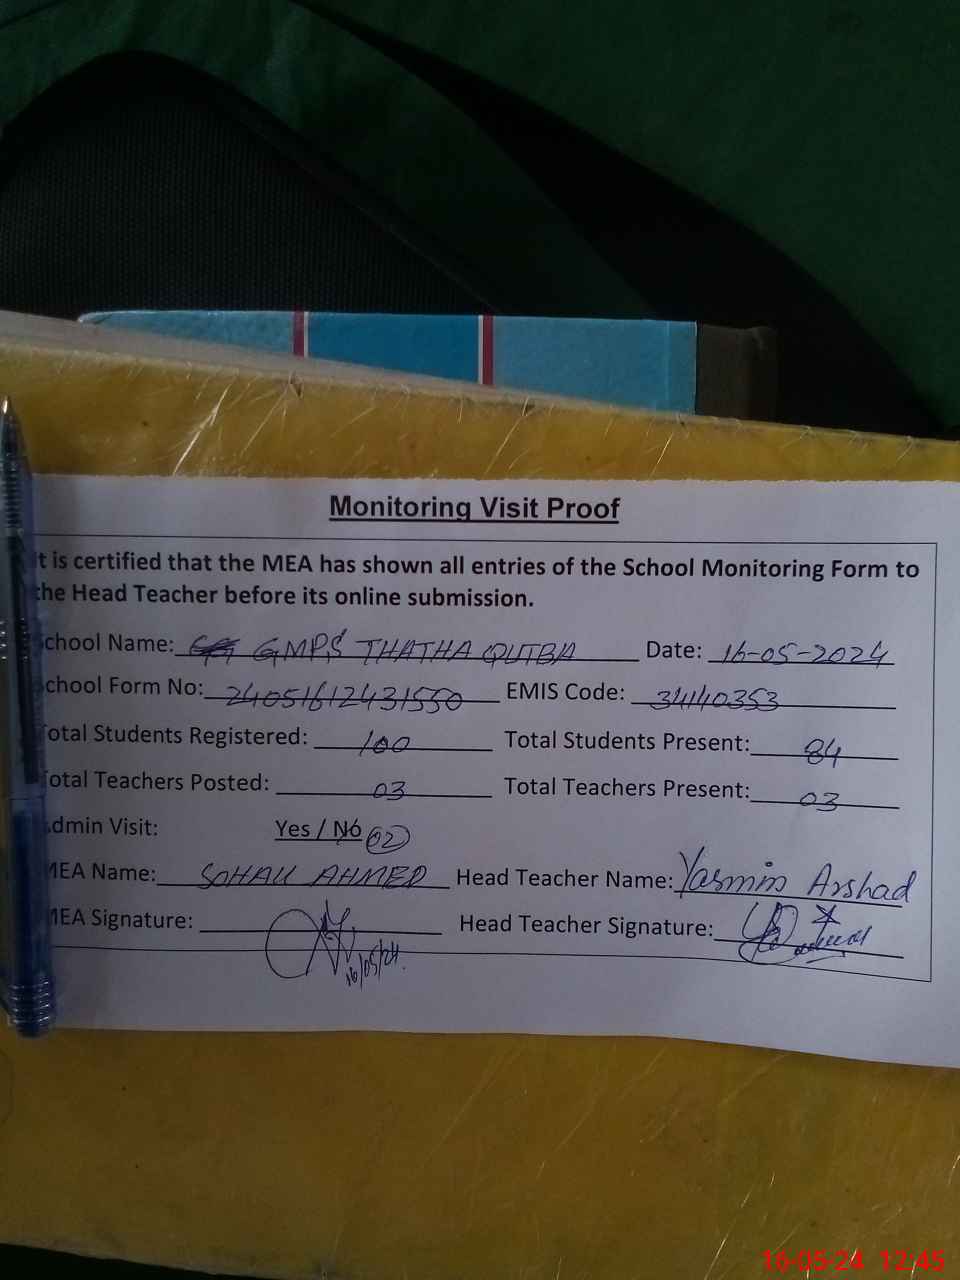 Monitoring Visit Proof
t is certified that the MEA has shown all entries of the School Monitoring Form to
the Head Teacher before its online submission.
School Name: GMPS THATHA QUTBA Date: 16-05-2024
School Form No: 24051612431550 EMIS Code: 34140353
Total Students Registered: 100 Total Students Present: 84
Total Teachers Posted: 03 Total Teachers Present: 03
Admin Visit: Yes / No 02
MEA Name: SOHAIL AHMED Head Teacher Name: Yasmin Arshad
MEA Signature: Head Teacher Signature:
16/05/24.
16-05-24 12:45